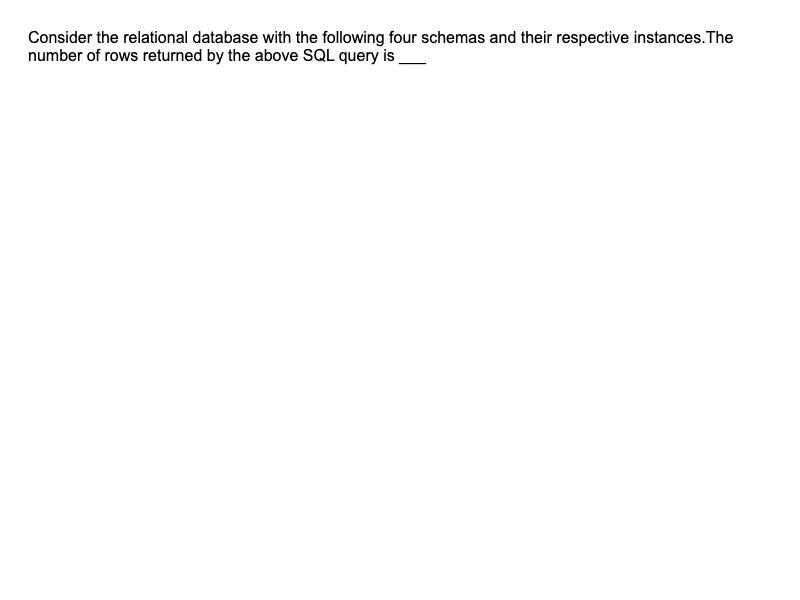 Consider the relational database with the following four schemas and their respective instances.The
number of rows returned by the above SQL query is ___